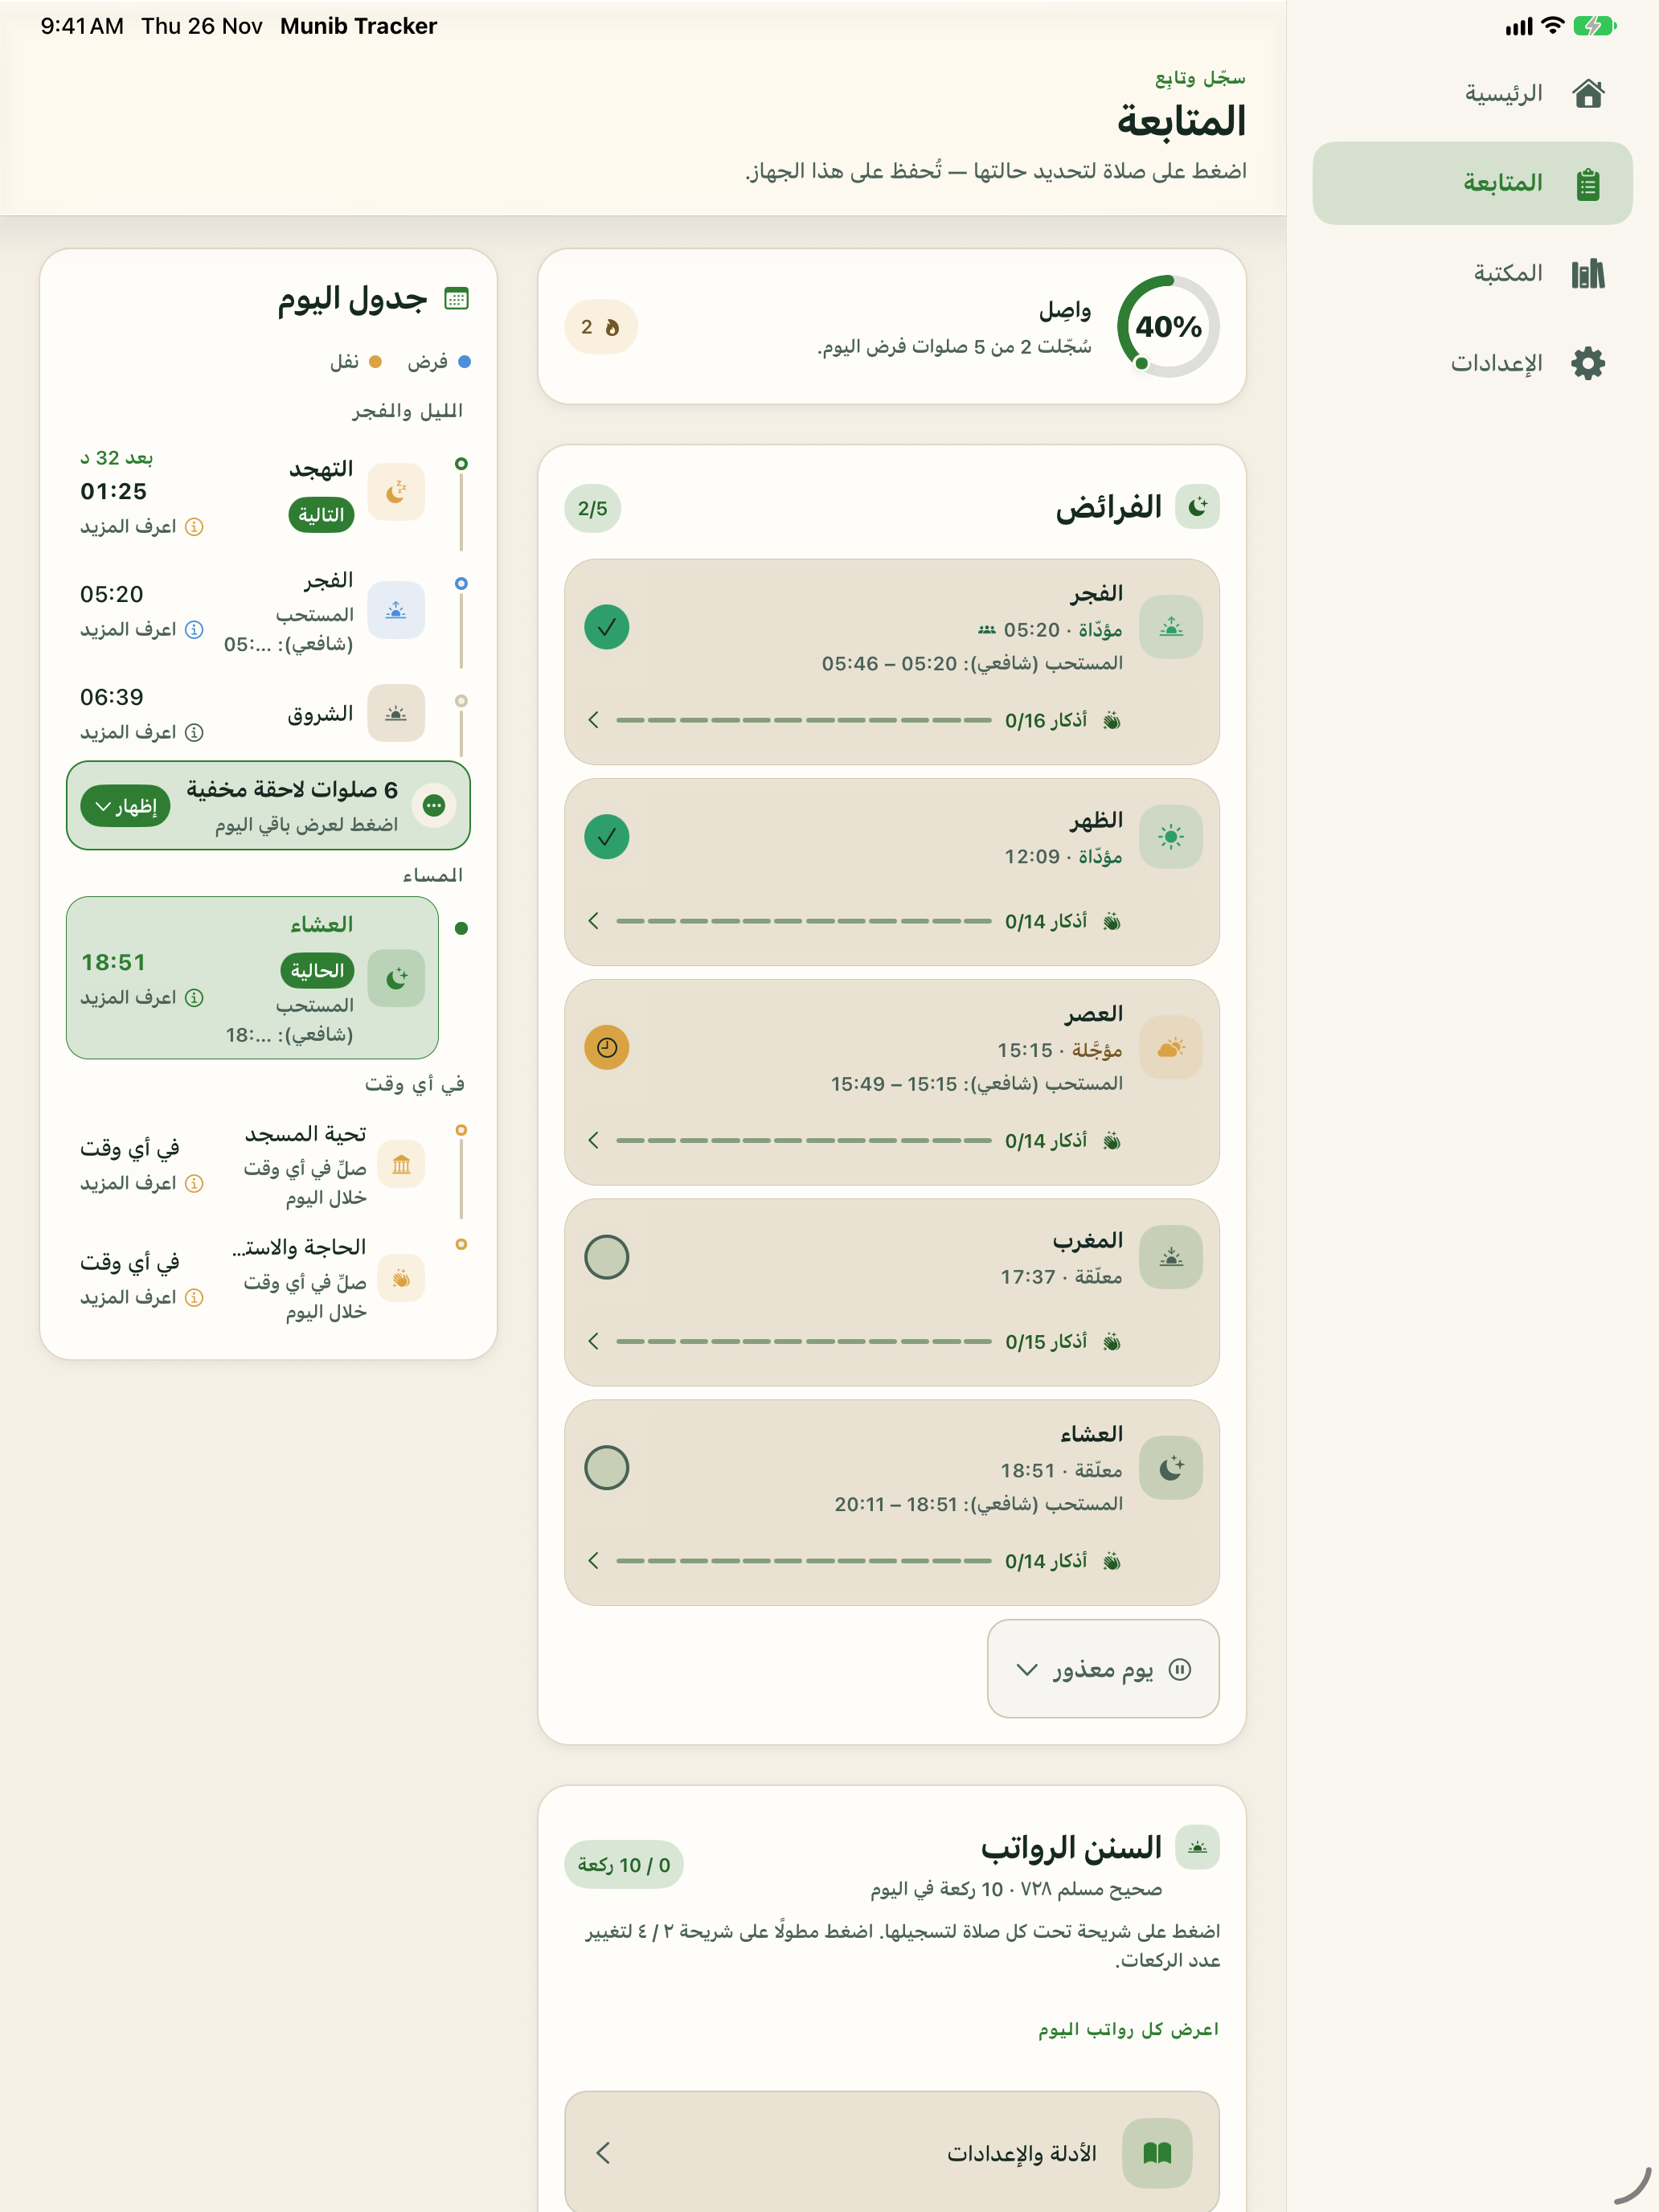 9:41 AM Thu 26 Nov Munib Tracker
الرئيسية
المتابعة
المكتبة
الإعدادات
سجّل وتابِع
المتابعة
اضغط على صلاة لتحديد حالتها — تُحفظ على هذا الجهاز.
40%
واصِل
سُجّلت 2 من 5 صلوات فرض اليوم.
2
الفرائض
2/5
الفجر
مؤدّاة · 05:20
المستحب (شافعي): 05:20 – 05:46
أذكار 0/16
الظهر
مؤدّاة · 12:09
أذكار 0/14
العصر
مؤجَّلة · 15:15
المستحب (شافعي): 15:15 – 15:49
أذكار 0/14
المغرب
معلّقة · 17:37
أذكار 0/15
العشاء
معلّقة · 18:51
المستحب (شافعي): 18:51 – 20:11
أذكار 0/14
يوم معذور
السنن الرواتب
0 / 10 ركعة
صحيح مسلم ٧٢٨ · 10 ركعة في اليوم
اضغط على شريحة تحت كل صلاة لتسجيلها. اضغط مطولًا على شريحة ٢ / ٤ لتغيير
عدد الركعات.
اعرض كل رواتب اليوم
الأدلة والإعدادات
جدول اليوم
فرض
نفل
الليل والفجر
التهجد
التالية
بعد 32 د
01:25
اعرف المزيد
الفجر
المستحب
(شافعي): ...:05
05:20
اعرف المزيد
الشروق
06:39
اعرف المزيد
6 صلوات لاحقة مخفية
اضغط لعرض باقي اليوم
إظهار
المساء
العشاء
الحالية
المستحب
(شافعي): ...:18
18:51
اعرف المزيد
في أي وقت
تحية المسجد
صلِّ في أي وقت
خلال اليوم
في أي وقت
اعرف المزيد
الحاجة والاستـ...
صلِّ في أي وقت
خلال اليوم
في أي وقت
اعرف المزيد